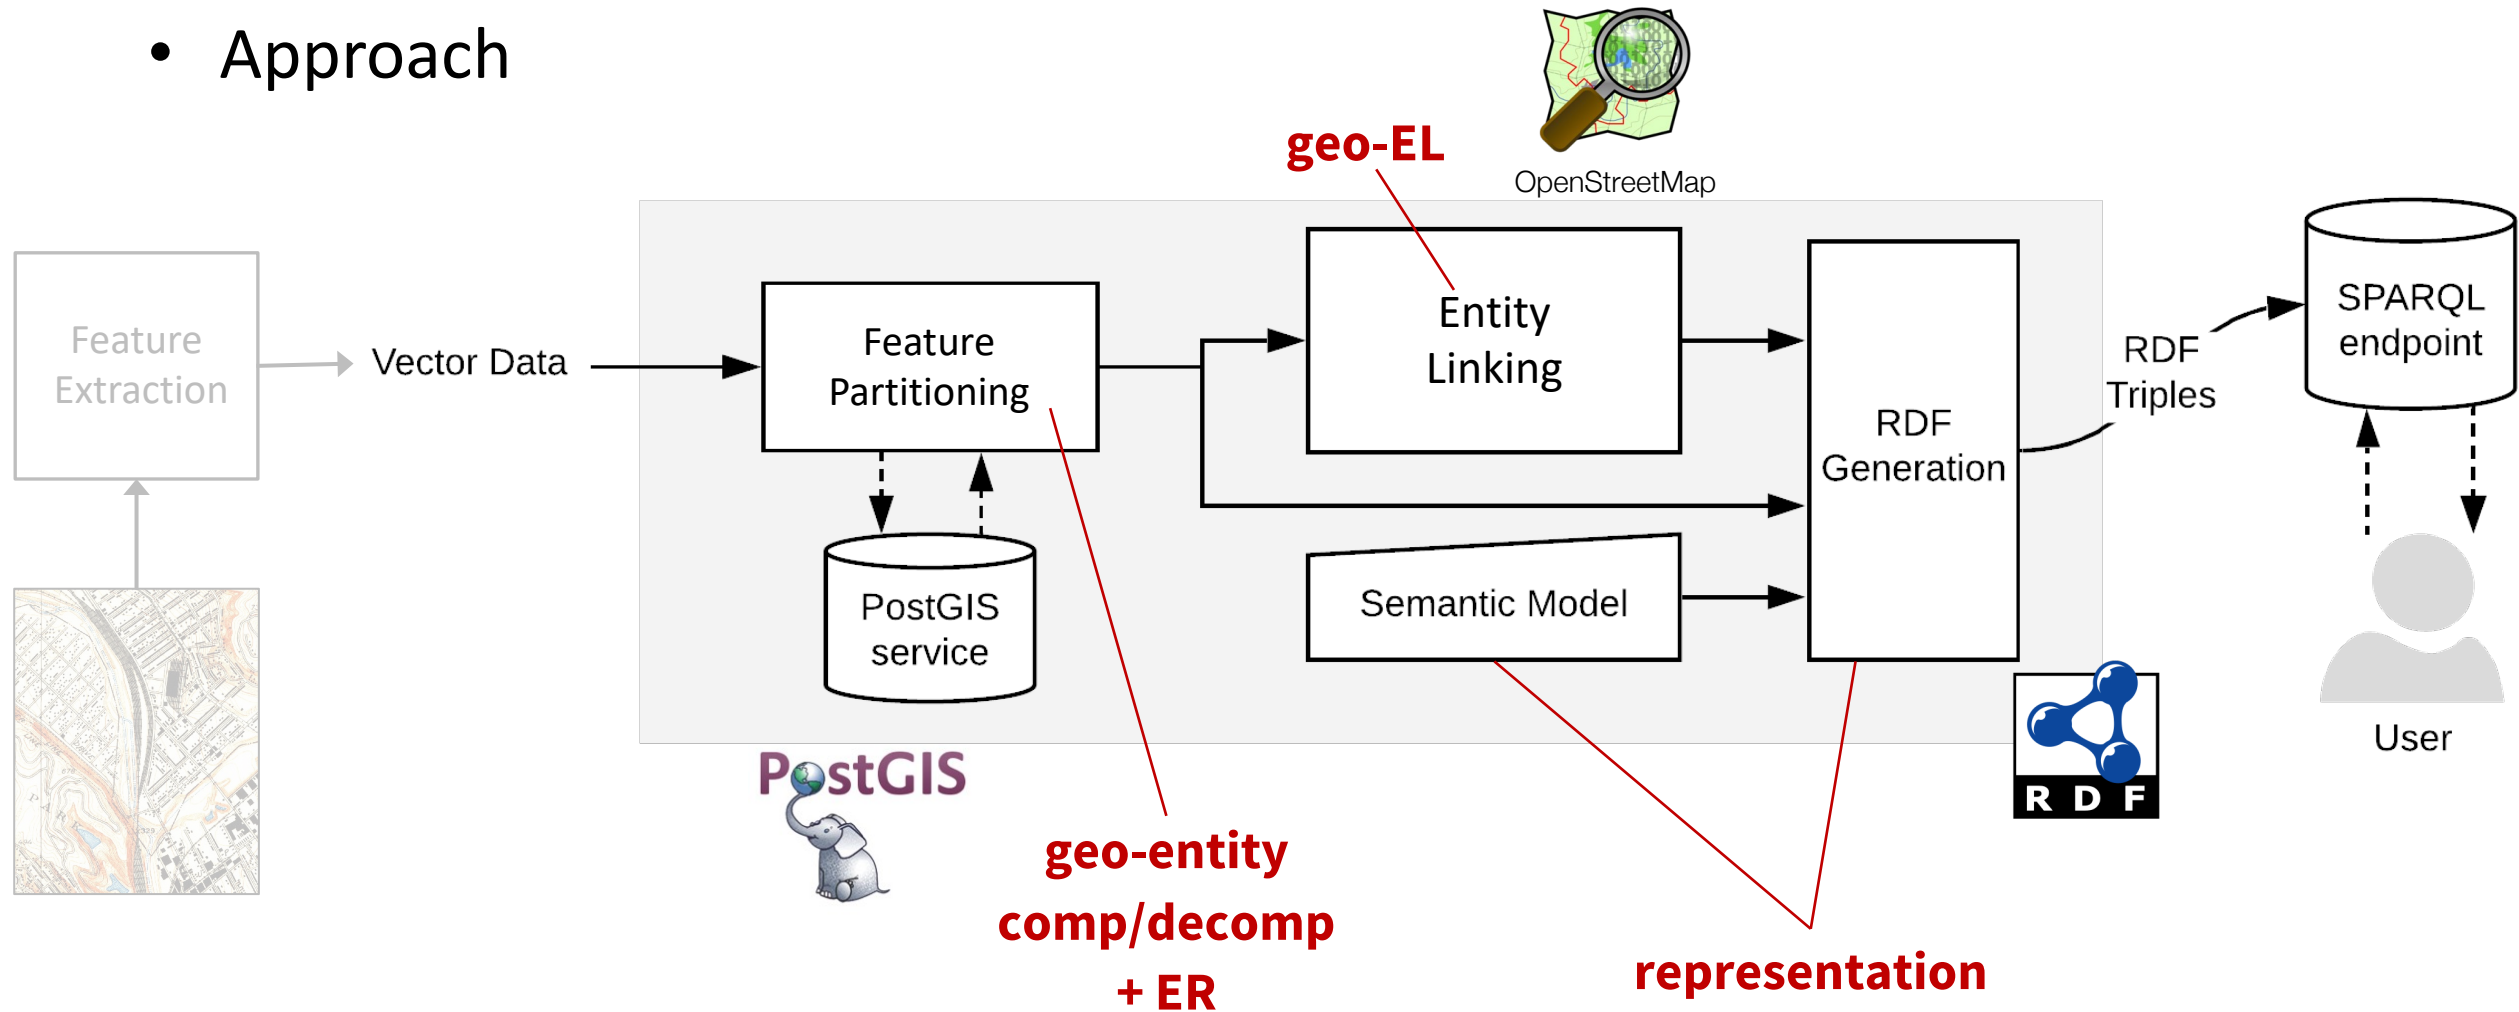 • Approach
OpenStreetMap
geo-EL
Feature
Extraction
Vector Data
Feature
Partitioning
Entity
Linking
RDF
Generation
RDF
Triples
SPARQL
endpoint
PostGIS
service
Semantic Model
User
PostGIS
RDF
geo-entity
comp/decomp
+ ER
representation